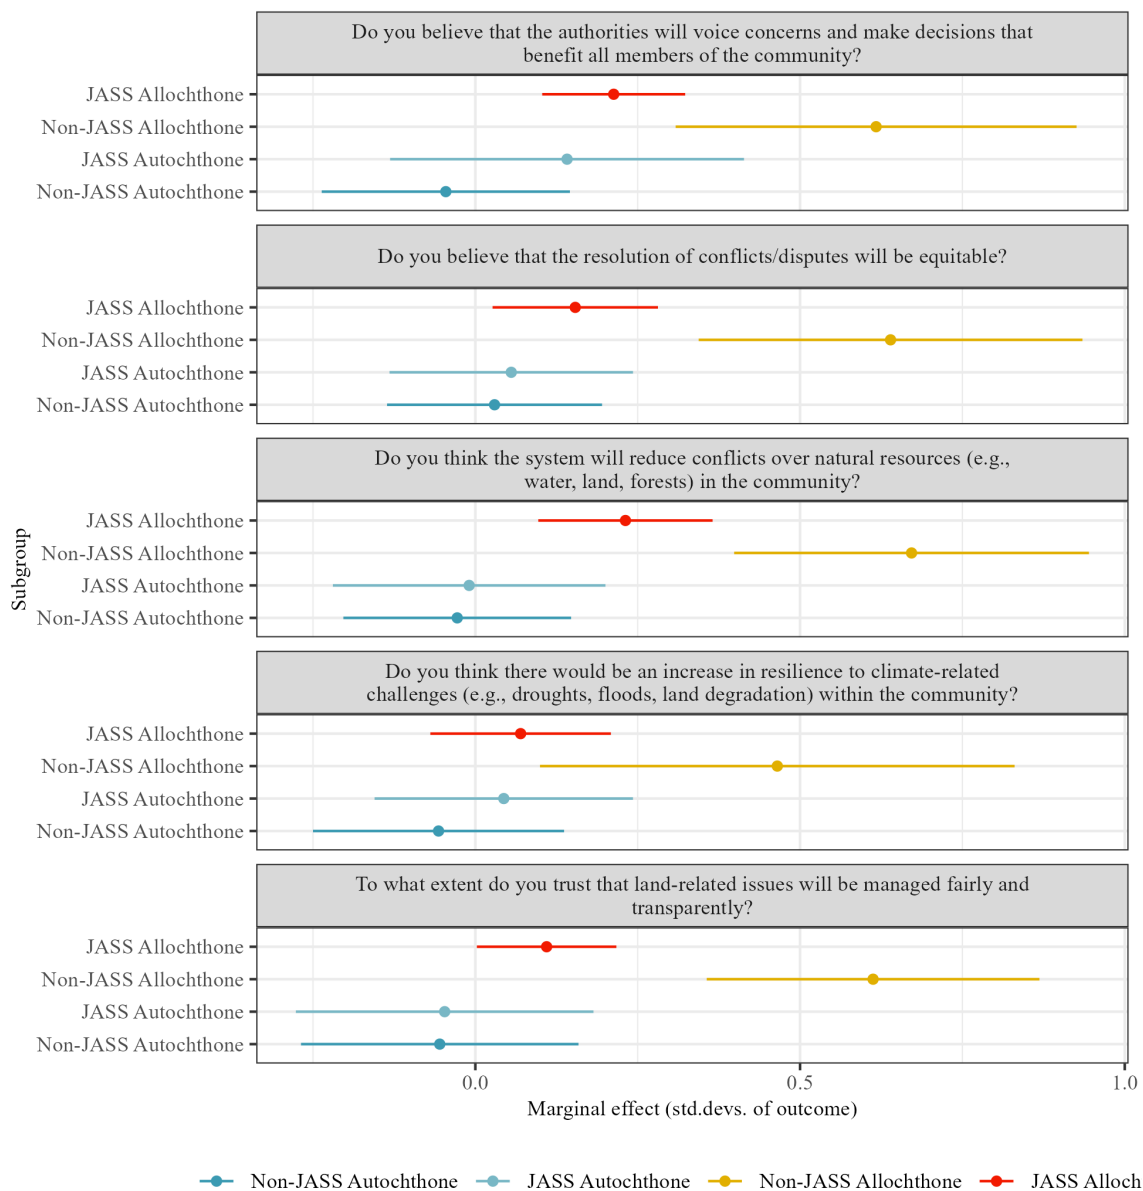 Do you believe that the authorities will voice concerns and make decisions that
benefit all members of the community?
JASS Allochthone
Non-JASS Allochthone
JASS Autochthone
Non-JASS Autochthone
Do you believe that the resolution of conflicts/disputes will be equitable?
JASS Allochthone
Non-JASS Allochthone
JASS Autochthone
Non-JASS Autochthone
Do you think the system will reduce conflicts over natural resources (e.g.,
water, land, forests) in the community?
JASS Allochthone
Non-JASS Allochthone
JASS Autochthone
Non-JASS Autochthone
Subgroup
Do you think there would be an increase in resilience to climate-related
challenges (e.g., droughts, floods, land degradation) within the community?
JASS Allochthone
Non-JASS Allochthone
JASS Autochthone
Non-JASS Autochthone
To what extent do you trust that land-related issues will be managed fairly and
transparently?
JASS Allochthone
Non-JASS Allochthone
JASS Autochthone
Non-JASS Autochthone
0.0 0.5 1.0
Marginal effect (std.devs. of outcome)
Non-JASS Autochthone JASS Autochthone Non-JASS Allochthone JASS Alloch